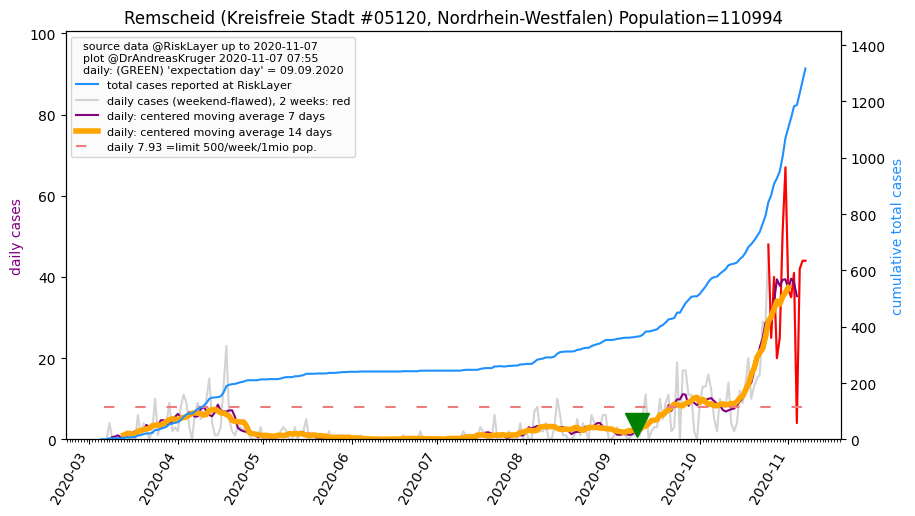 Remscheid (Kreisfreie Stadt #05120, Nordrhein-Westfalen) Population=110994
source data @RiskLayer up to 2020-11-07
plot @DrAndreasKruger 2020-11-07 07:55
daily: (GREEN) 'expectation day' = 09.09.2020
total cases reported at RiskLayer
daily cases (weekend-flawed), 2 weeks: red
daily: centered moving average 7 days
daily: centered moving average 14 days
daily 7.93 =limit 500/week/1mio pop.
daily cases
100
80
60
40
20
0
cumulative total cases
1400
1200
1000
800
600
400
200
0
2020-03
2020-04
2020-05
2020-06
2020-07
2020-08
2020-09
2020-10
2020-11